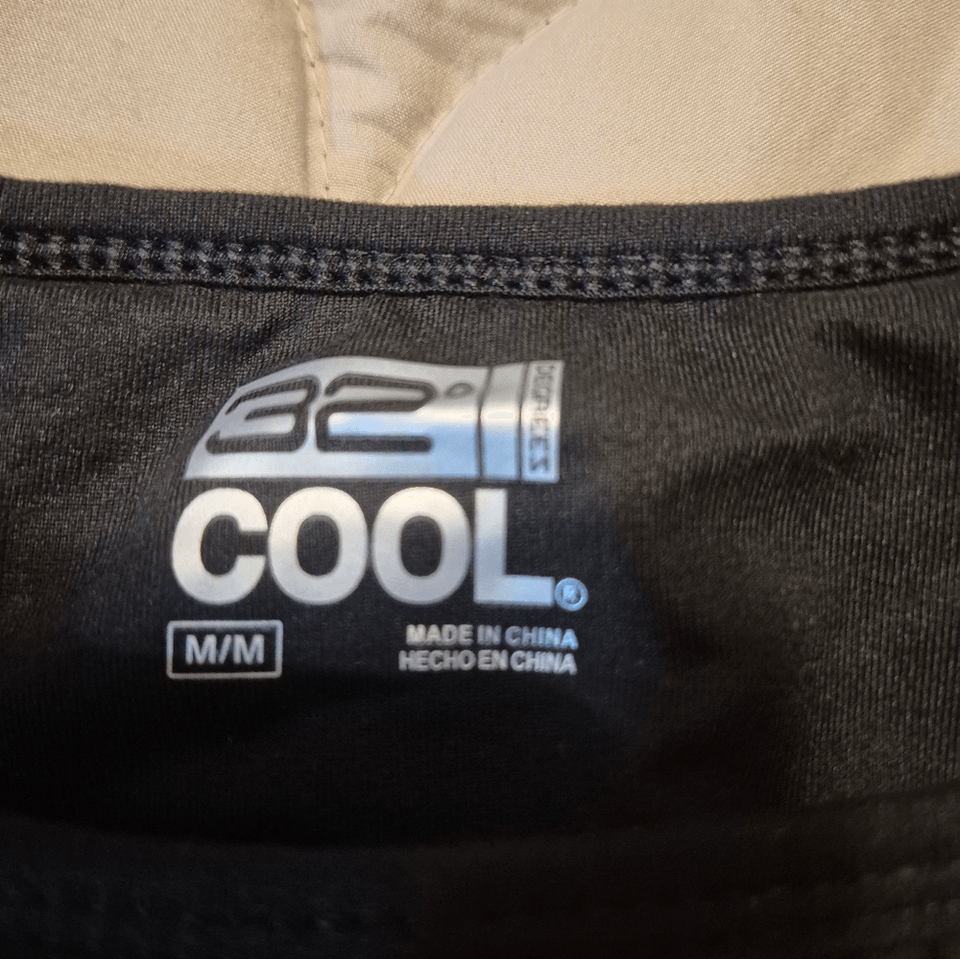 32° DEGREES
COOL®
M/M
MADE IN CHINA
HECHO EN CHINA